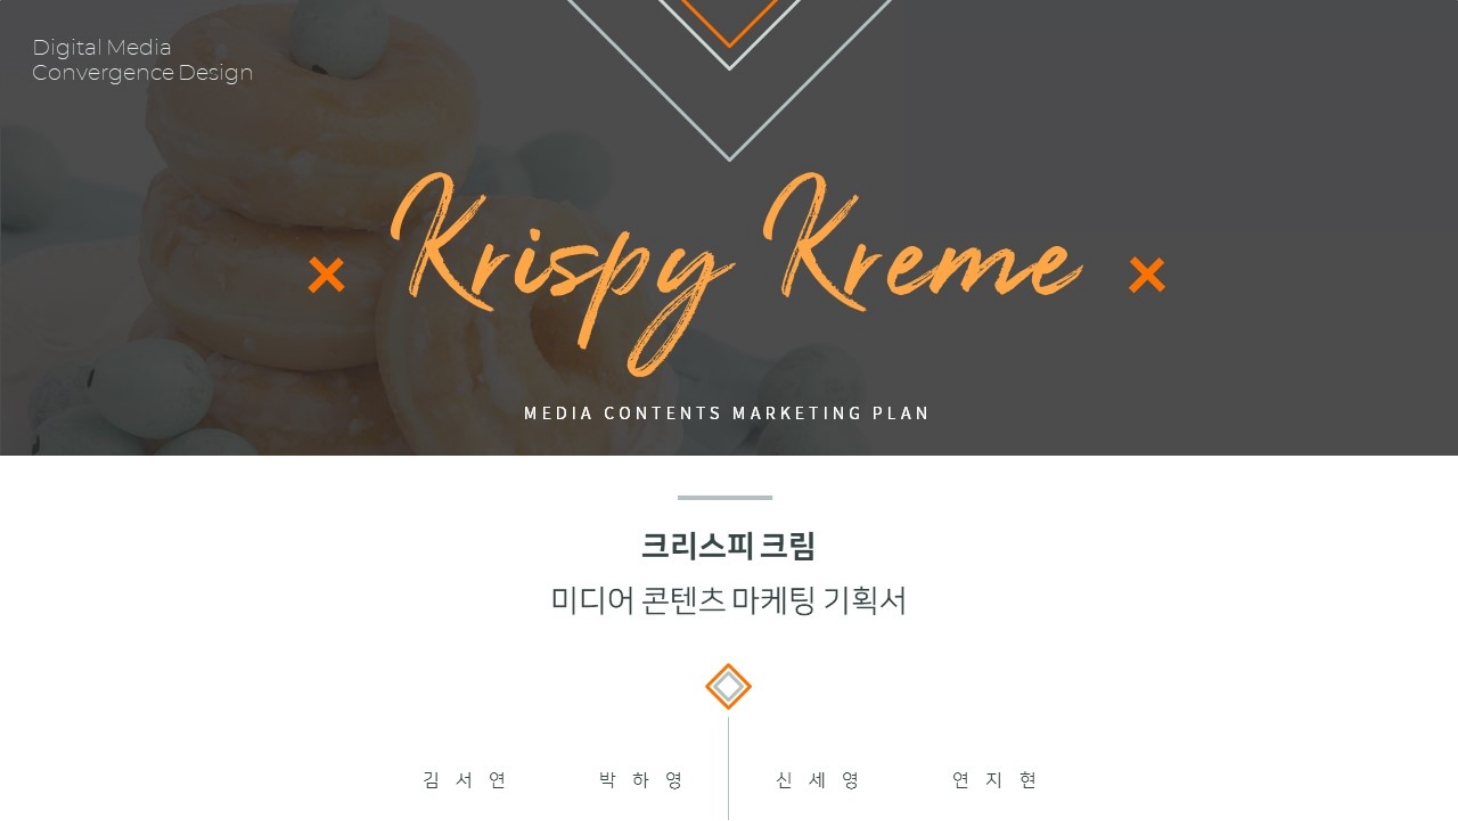 Digital Media
Convergence Design
Krispy Kreme
MEDIA CONTENTS MARKETING PLAN
크리스피 크림
미디어 콘텐츠 마케팅 기획서
김서연 박하영 신세영 연지현